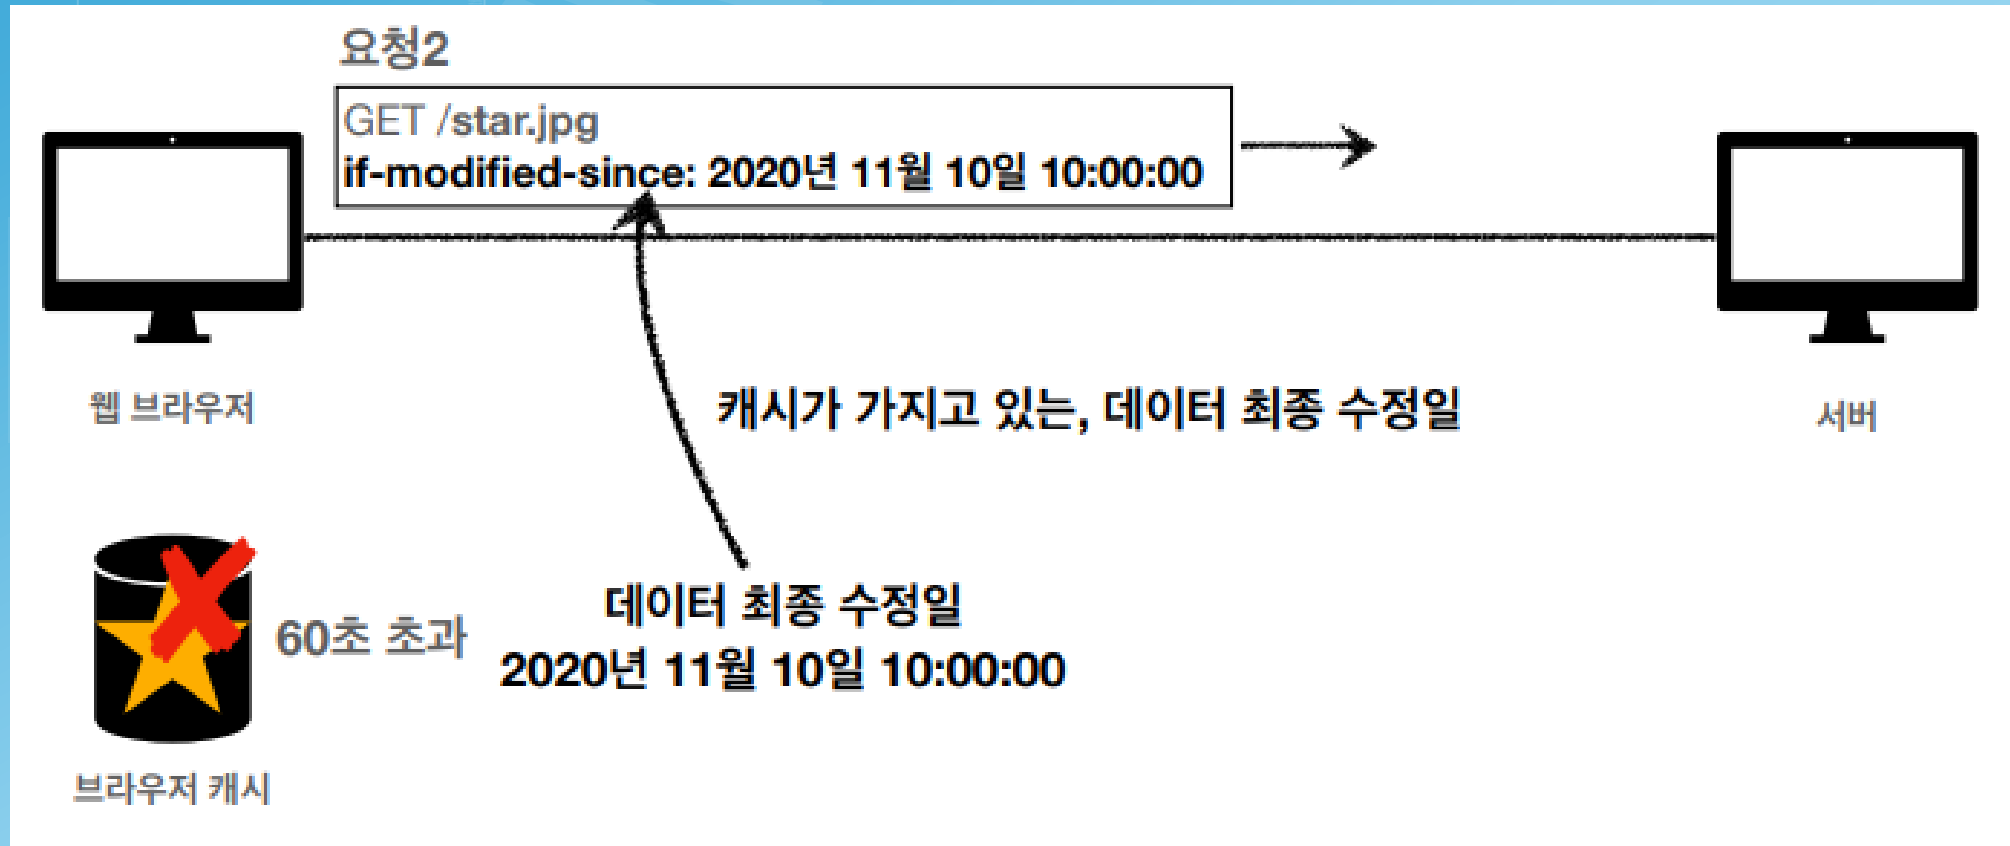 요청2
GET /star.jpg
if-modified-since: 2020년 11월 10일 10:00:00
웹 브라우저
캐시가 가지고 있는, 데이터 최종 수정일
서버
데이터 최종 수정일
60초 초과
2020년 11월 10일 10:00:00
브라우저 캐시